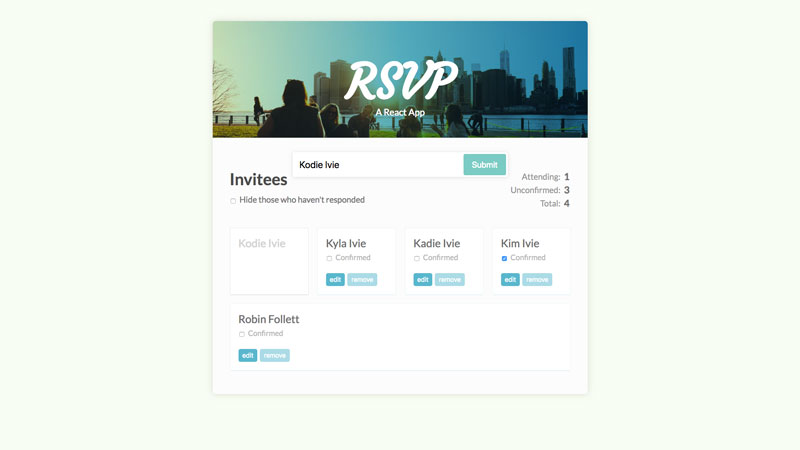 RSVP
A React App
Kodie Ivie
Submit
Invitees
Hide those who haven't responded
Attending: 1
Unconfirmed: 3
Total: 4
Kodie Ivie
Kyla Ivie
Confirmed
edit remove
Kadie Ivie
Confirmed
edit remove
Kim Ivie
Confirmed
edit remove
Robin Follett
Confirmed
edit remove